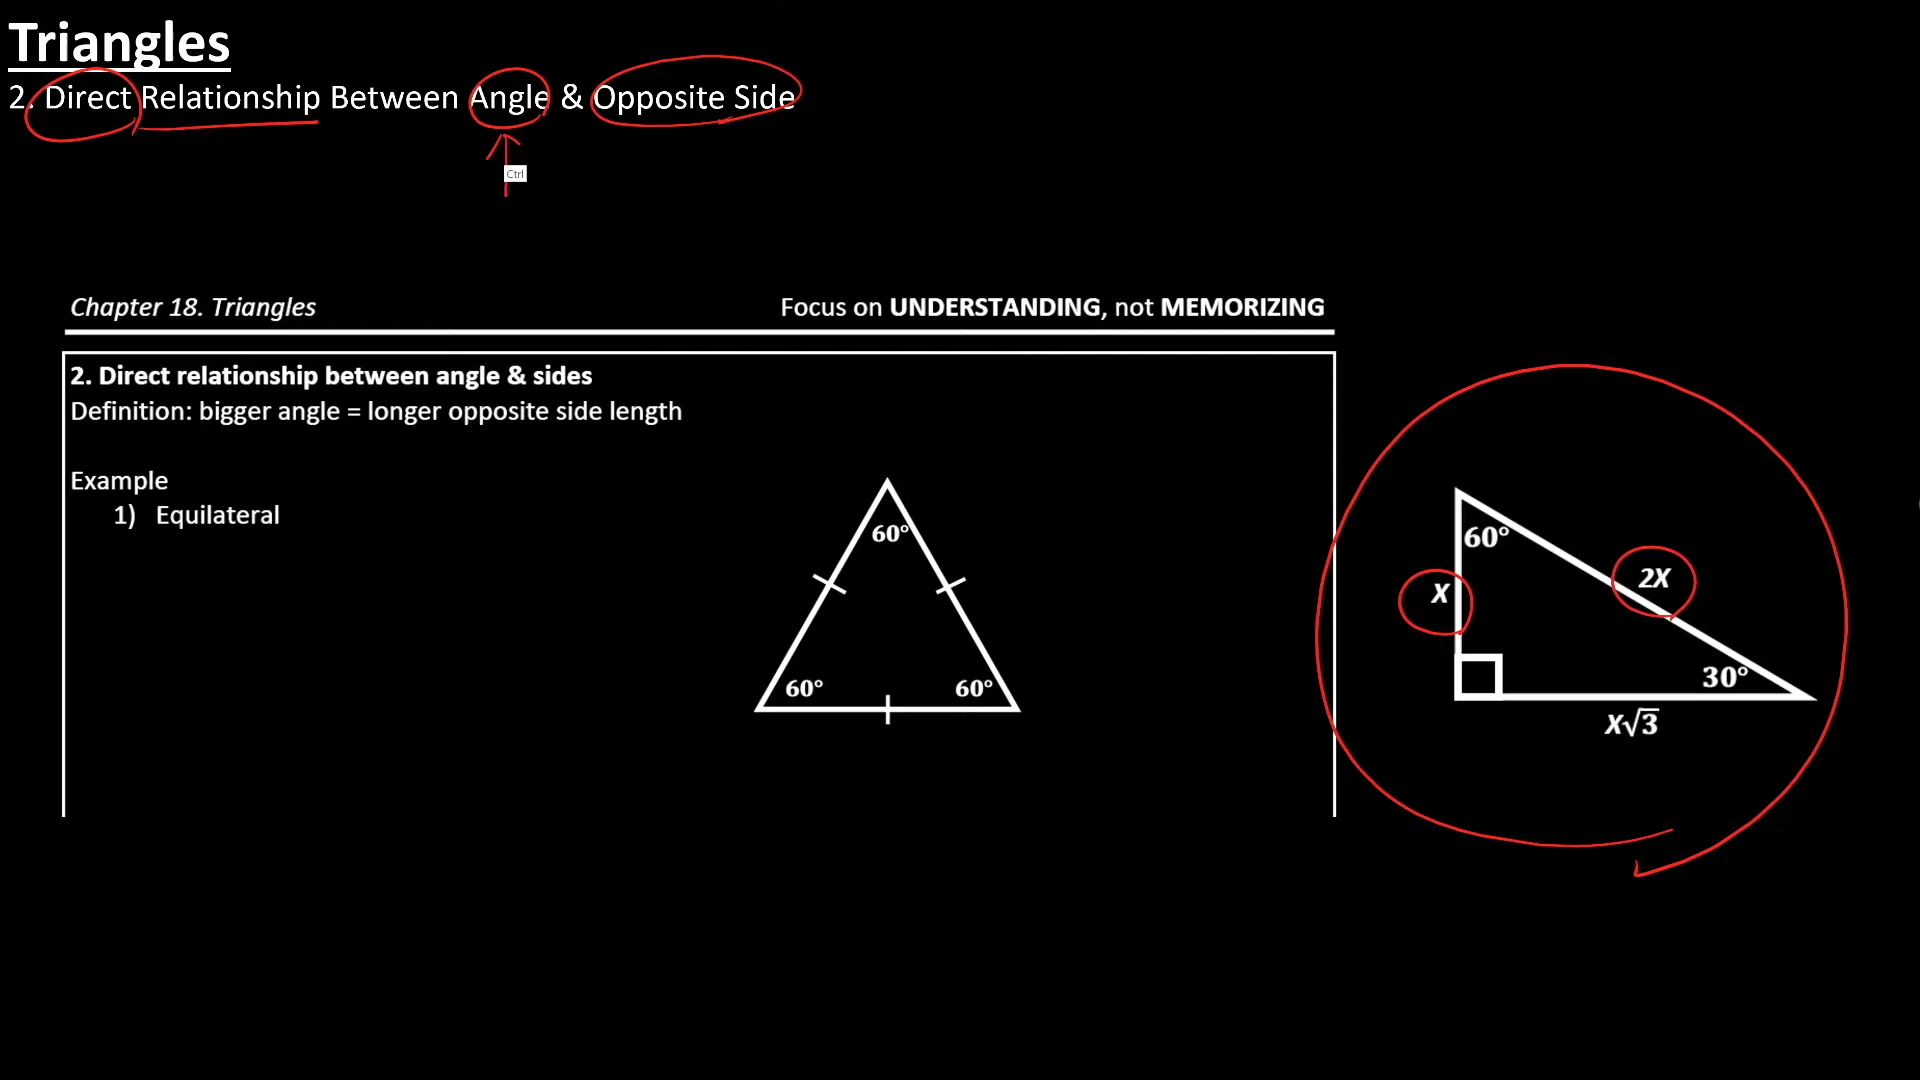 Triangles
2. Direct Relationship Between Angle & Opposite Side
Ctrl
Chapter 18. Triangles
Focus on UNDERSTANDING, not MEMORIZING
2. Direct relationship between angle & sides
Definition: bigger angle = longer opposite side length
Example
1) Equilateral
60°
60°
60°
60°
X
2X
30°
X√3